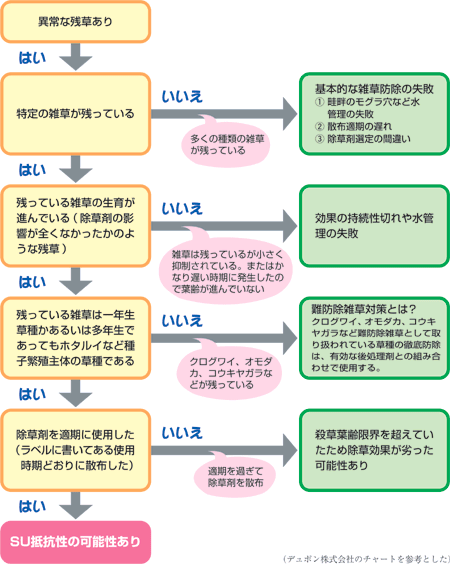 異常な残草あり
はい
特定の雑草が残っている
いいえ
多くの種類の雑草
が残っている
基本的な雑草防除の失敗
① 畦畔のモグラ穴など水
管理の失敗
② 散布適期の遅れ
③ 除草剤選定の間違い
はい
残っている雑草の生育が
進んでいる（除草剤の影
響が全くなかったかのよ
うな残草）
いいえ
雑草は残っているが小さく
抑制されている。またはか
なり遅い時期に発生したの
で葉齢が進んでいない
効果の持続性切れや水管
理の失敗
はい
残っている雑草は一年生
草種かあるいは多年生で
あってもホタルイなど種
子繁殖主体の草種である
いいえ
クログワイ、オモダ
カ、コウキヤガラな
どが残っている
難防除雑草対策とは？
クログワイ、オモダカ、コウキ
ヤガラなど難防除雑草として取
り扱われている草種の徹底防除
は、有効な後処理剤との組み合
わせで使用する。
はい
除草剤を適期に使用した
（ラベルに書いてある使用
時期どおりに散布した）
いいえ
適期を過ぎて
除草剤を散布
殺草葉齢限界を超えてい
たため除草効果が劣った
可能性あり
はい
SU抵抗性の可能性あり
（デュポン株式会社のチャートを参考とした）